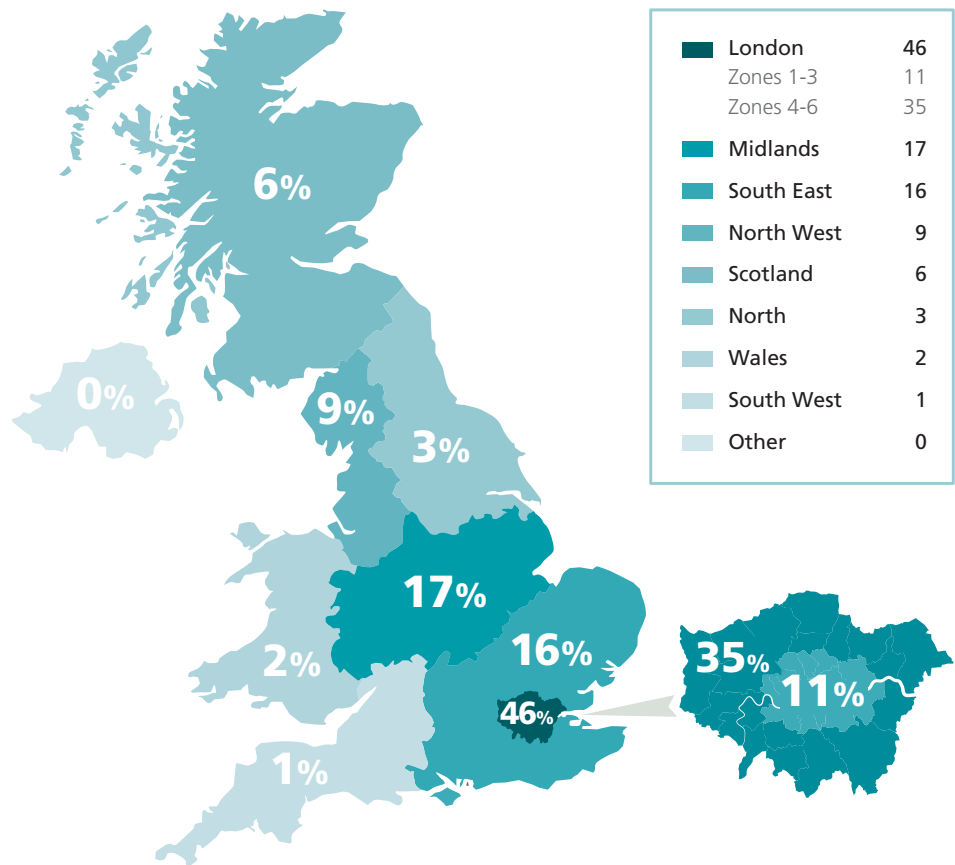 London 46
Zones 1-3 11
Zones 4-6 35
Midlands 17
South East 16
North West 9
Scotland 6
North 3
Wales 2
South West 1
Other 0
6%
0%
9%
3%
17%
2%
16%
46%
1%
35%
11%